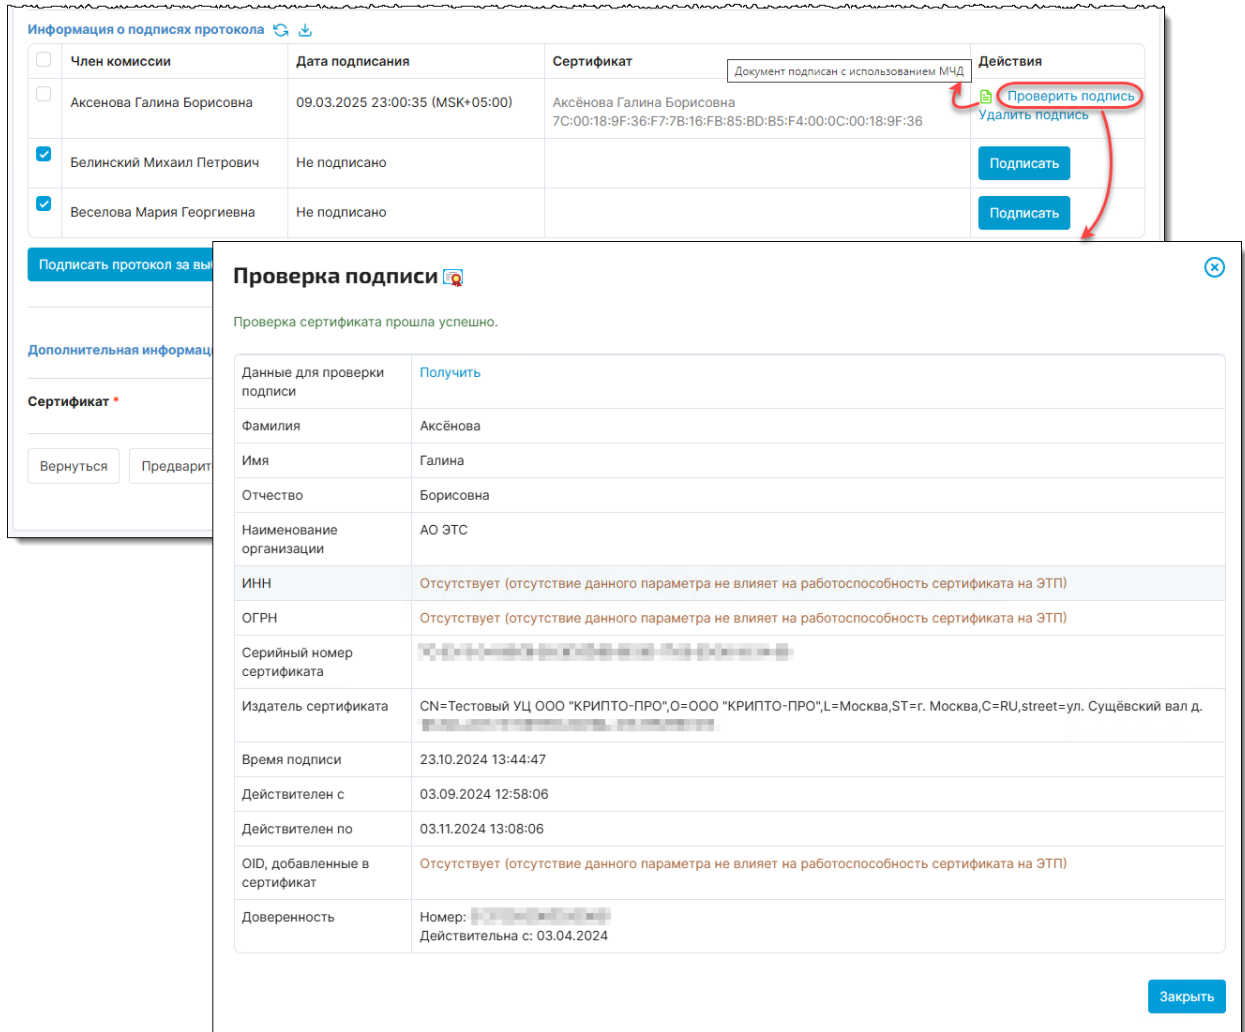 Информация о подписях протокола
Член комиссии
Дата подписания
Сертификат
Действия
Документ подписан с использованием МЧД
Аксенова Галина Борисовна
09.03.2025 23:00:35 (MSK+05:00)
Аксёнова Галина Борисовна
7C:00:18:9F:36:F7:7B:16:FB:85:BD:B5:F4:00:0C:00:18:9F:36
Проверить подпись
Удалить подпись
Белинский Михаил Петрович
Не подписано
Подписать
Веселова Мария Георгиевна
Не подписано
Подписать
Подписать протокол за
Дополнительная
Сертификат *
Вернуться
Проверка подписи
Проверка сертификата прошла успешно.
Данные для проверки
подписи
Получить
Фамилия
Аксёнова
Имя
Галина
Отчество
Борисовна
Наименование
организации
АО ЭТС
ИНН
Отсутствует (отсутствие данного параметра не влияет на работоспособность сертификата на ЭТП)
ОГРН
Отсутствует (отсутствие данного параметра не влияет на работоспособность сертификата на ЭТП)
Серийный номер
сертификата
Издатель сертификата
CN=Тестовый УЦ ООО "КРИПТО-ПРО",O=ООО "КРИПТО-ПРО",L=Москва,ST=г. Москва,C=RU,street=ул. Сущёвский вал д.
Время подписи
23.10.2024 13:44:47
Действителен с
03.09.2024 12:58:06
Действителен по
03.11.2024 13:08:06
OID, добавленные в
сертификат
Отсутствует (отсутствие данного параметра не влияет на работоспособность сертификата на ЭТП)
Доверенность
Номер:
Действительна с: 03.04.2024
Закрыть